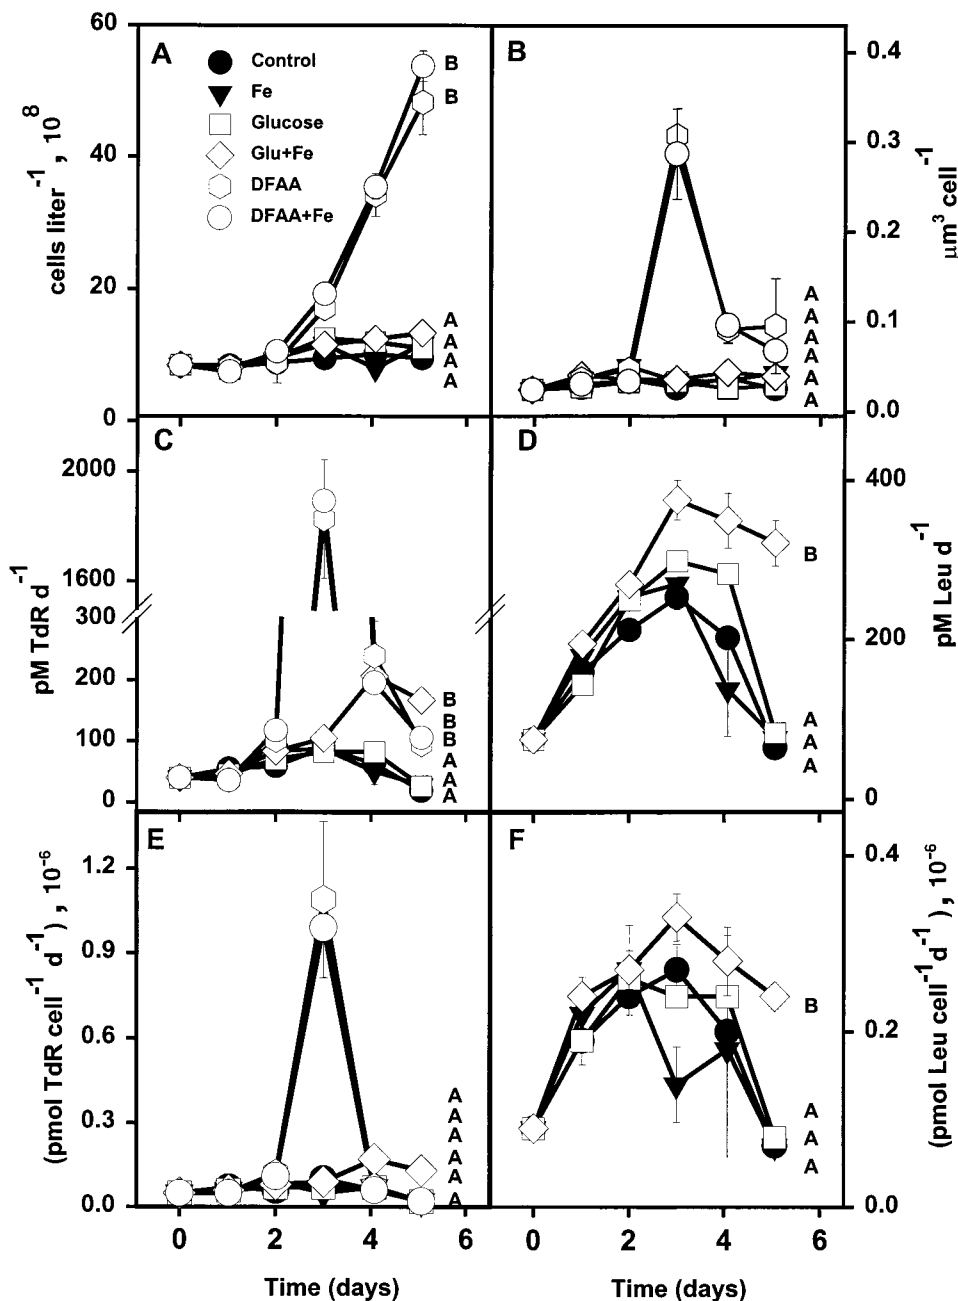 A
60
40
20
0
cells liter⁻¹, 10⁸
Control
Fe
Glucose
Glu+Fe
DFAA
DFAA+Fe
B
B
A
A
A
A
B
0.4
0.3
0.2
0.1
0.0
μm³ cell⁻¹
A
A
A
A
A
A
C
2000
1600
300
200
100
0
pM TdR d⁻¹
B
B
B
A
A
A
D
400
200
0
pM Leu d⁻¹
B
A
A
A
E
1.2
0.9
0.6
0.3
0.0
(pmol TdR cell⁻¹ d⁻¹), 10⁻⁶
A
A
A
A
A
A
0 2 4 6
Time (days)
F
0.4
0.2
0.0
(pmol Leu cell⁻¹d⁻¹), 10⁻⁶
B
A
A
A
0 2 4 6
Time (days)